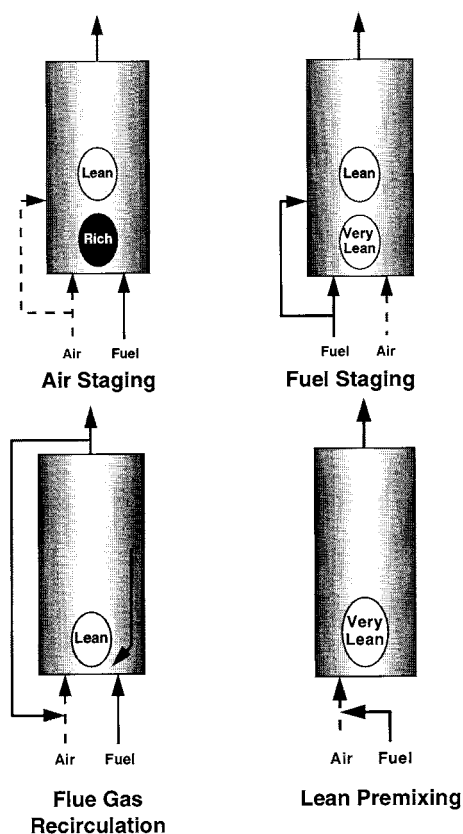 Lean
Rich
Air Fuel
Air Staging
Lean
Very
Lean
Fuel Air
Fuel Staging
Lean
Air Fuel
Flue Gas
Recirculation
Very
Lean
Air Fuel
Lean Premixing